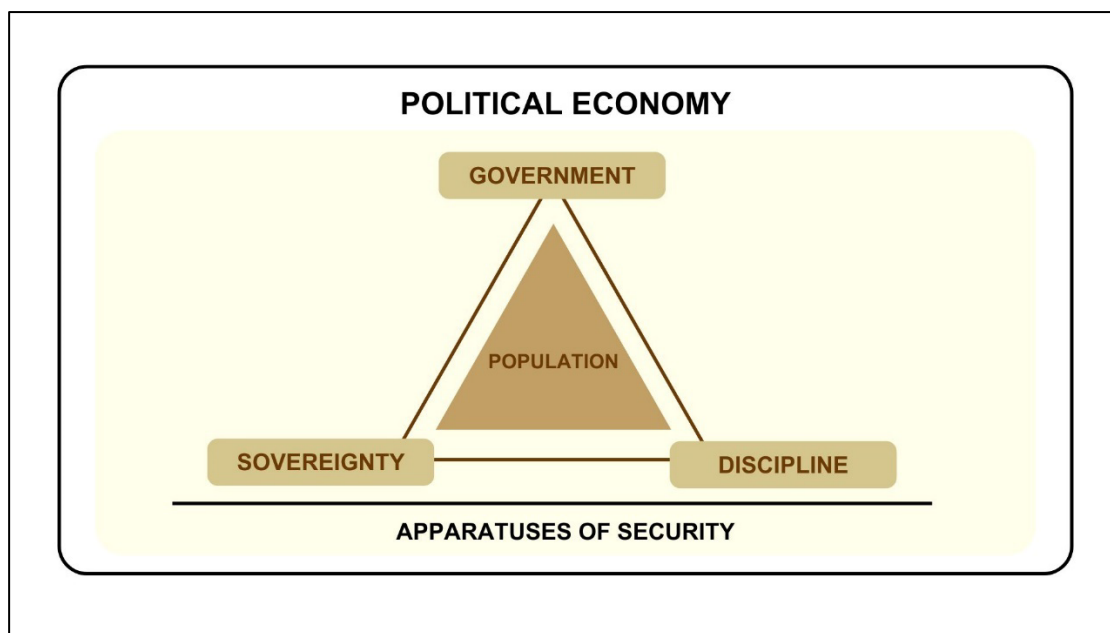 POLITICAL ECONOMY
GOVERNMENT
POPULATION
SOVEREIGNTY
DISCIPLINE
APPARATUSES OF SECURITY